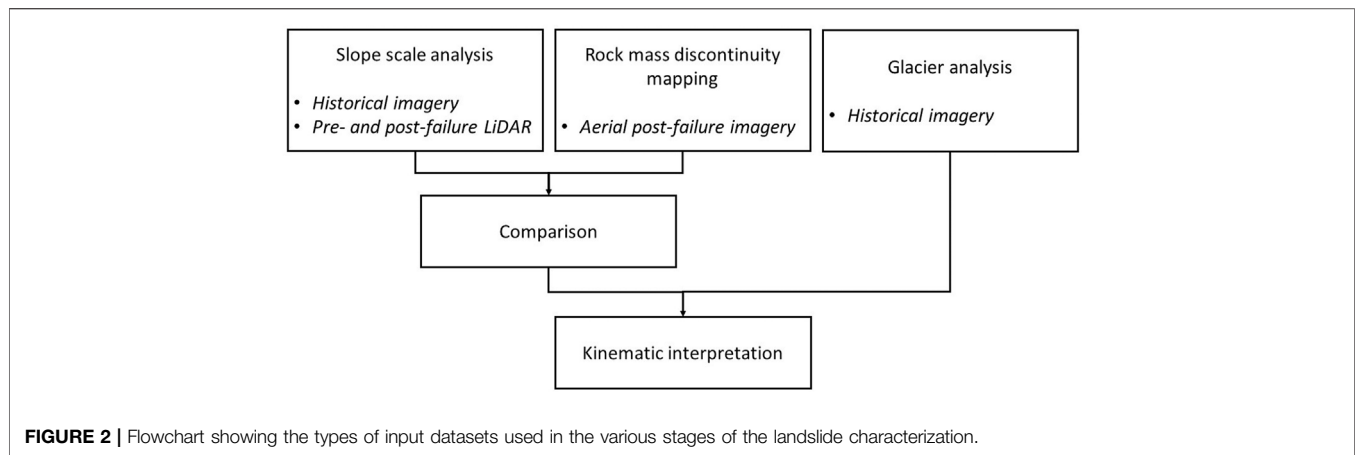 Slope scale analysis
• Historical imagery
• Pre- and post-failure LiDAR
Rock mass discontinuity
mapping
• Aerial post-failure imagery
Glacier analysis
• Historical imagery
Comparison
Kinematic interpretation
FIGURE 2 | Flowchart showing the types of input datasets used in the various stages of the landslide characterization.